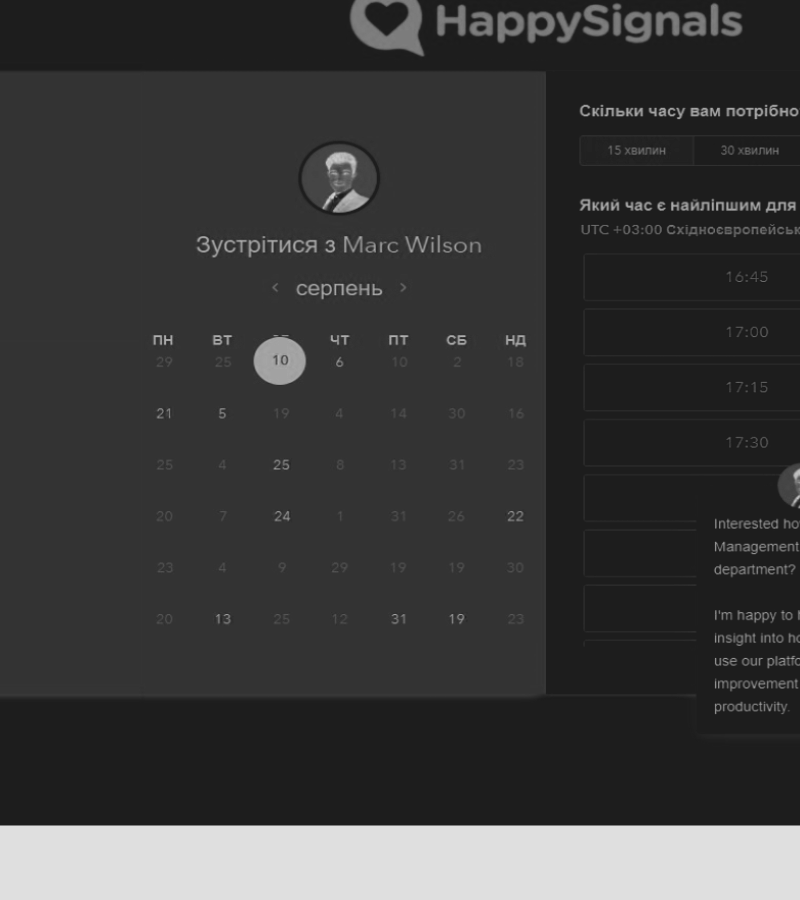 HappySignals
Зустрітися з Marc Wilson
серпень
ПН ВТ ЧТ ПТ СБ НД
29 25 10 6 10 2 18
21 5 19 4 14 30 16
25 4 25 8 13 31 23
20 7 24 1 31 26 22
23 4 9 29 19 19 30
20 13 25 12 31 19 23
Скільки часу вам потрібно
15 хвилин 30 хвилин
Який час є найліпшим для
UTC +03:00 Східноєвропейськ
16:45
17:00
17:15
17:30
Interested ho
Management
department?
I'm happy to h
insight into ho
use our platfo
improvement
productivity.